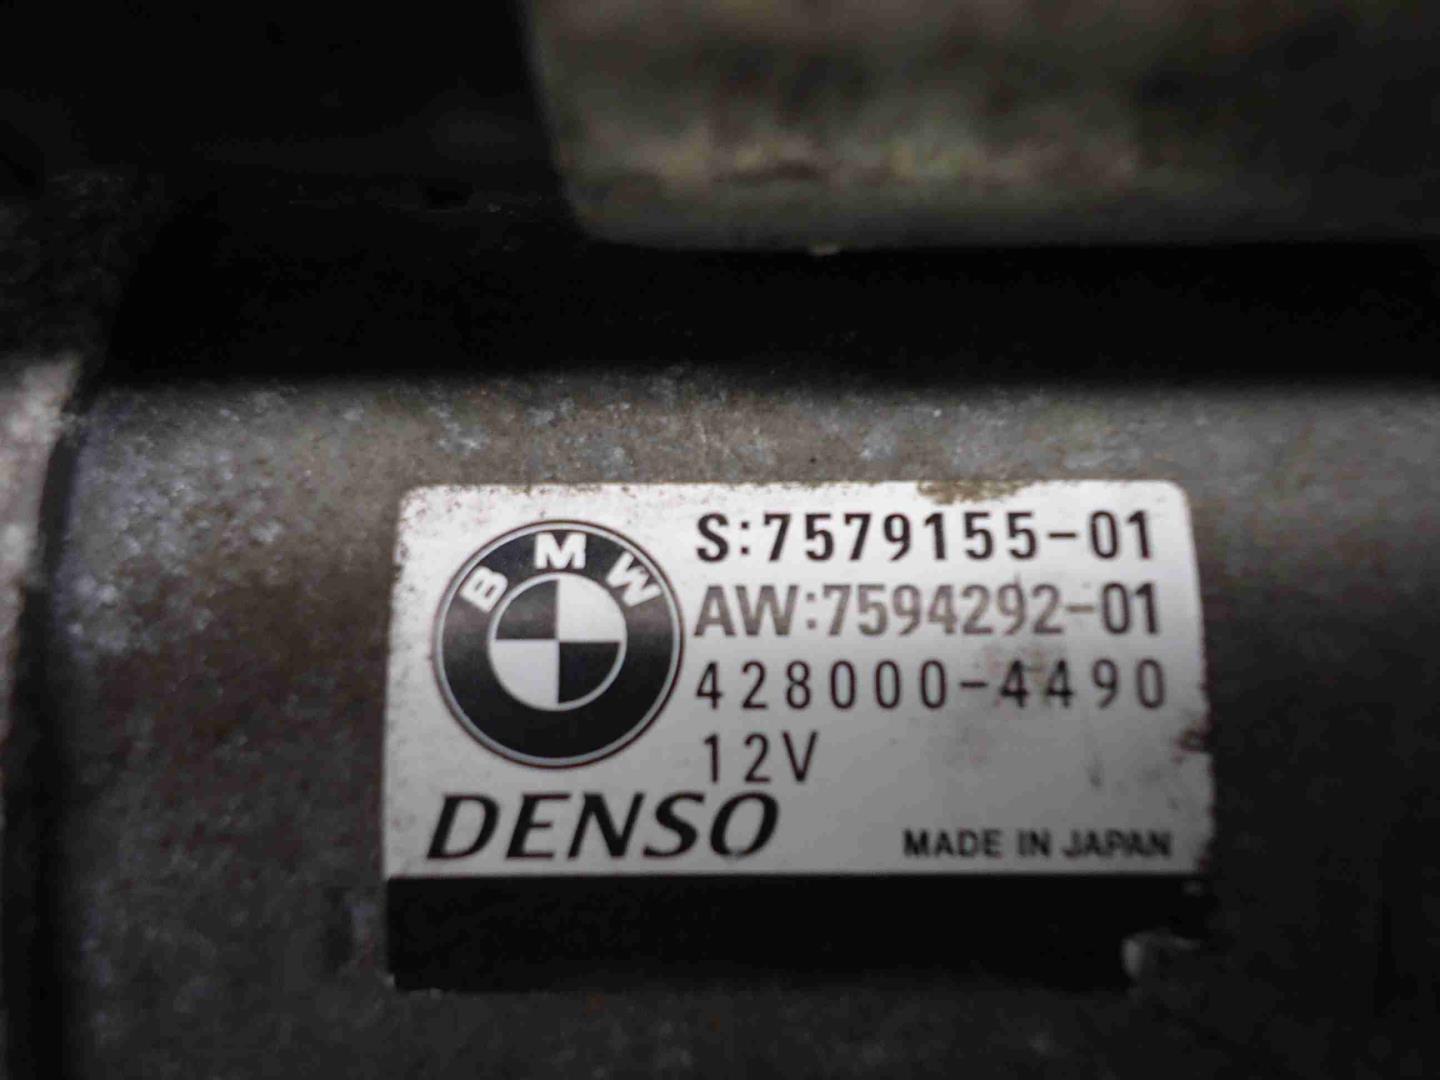 BMW
S:7579155-01
AW:7594292-01
428000-4490
12V
DENSO
MADE IN JAPAN